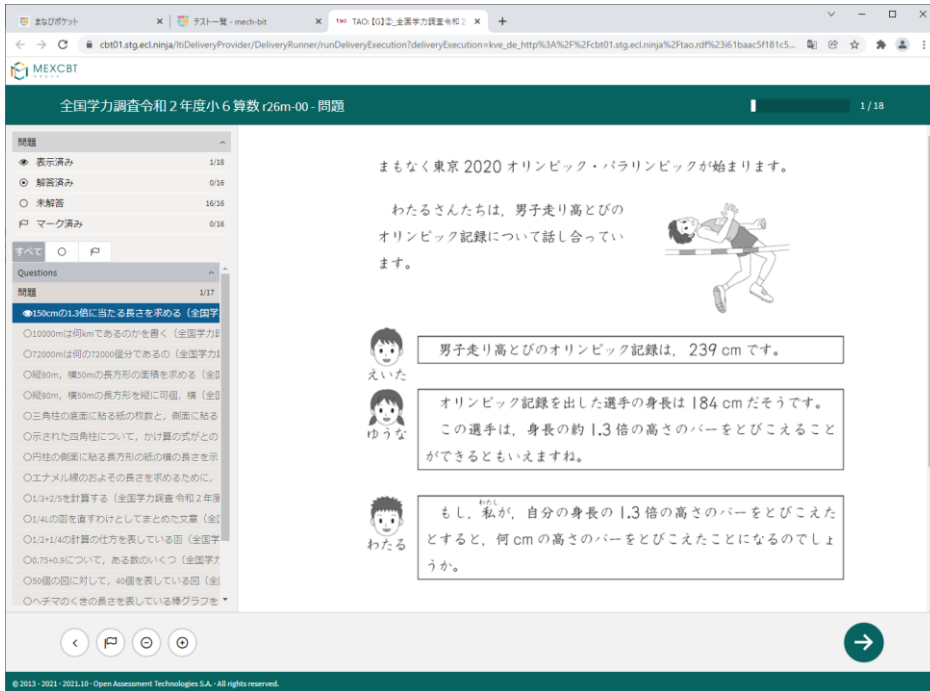 まなびポケット
テスト一覧 - mech-bit
TAO: 【G】②_全国学力調査令和2
cbt01.stg.ecl.ninja/ltiDeliveryProvider/DeliveryRunner/runDeliveryExecution?deliveryExecution=kve_de_http%3A%2F%2Fcbt01.stg.ecl.ninja%2Ftao.rdf%23i61baac5f181c5...
MEXCBT
全国学力調査令和2年度小6算数 r26m-00 - 問題
1 / 18
問題
表示済み 1/18
解答済み 0/16
未解答 16/16
マーク済み 0/16
すべて
Questions
問題 1/17
150cmの1.3倍に当たる長さを求める(全国学
10000mは何kmであるのかを書く(全国学力調
72000mは何の72000個分であるの(全国学力調
縦80m,横50mの長方形の面積を求める(全国
縦80m,横50mの長方形を縦に可個,横(全国
三角柱の底面に貼る紙の枚数と,側面に貼る
示された四角柱について,かけ算の式がどの
円柱の側面に貼る長方形の紙の横の長さを示
エナメル線のおよその長さを求めるために,
1/3+2/5を計算する(全国学力調査 令和2年度
1/4Lの図を直すわけとしてまとめた文章(全国
1/2+1/4の計算の仕方を表している図(全国学
0.75+0.9について,ある数のいくつ(全国学力
50個の図に対して,40個を表している図(全国
ヘチマのくきの長さを表している棒グラフを
まもなく東京2020オリンピック・パラリンピックが始まります。
わたるさんたちは,男子走り高とびの
オリンピック記録について話し合ってい
ます。
えいた
男子走り高とびのオリンピック記録は,239 cmです。
ゆうな
オリンピック記録を出した選手の身長は184 cmだそうです。
この選手は,身長の約1.3倍の高さのバーをとびこえること
ができるともいえますね。
わたる
わたし
もし,私が,自分の身長の1.3倍の高さのバーをとびこえた
とすると,何cmの高さのバーをとびこえたことになるのでしょ
うか。
© 2013 - 2021 - 2021.10 - Open Assessment Technologies S.A. - All rights reserved.